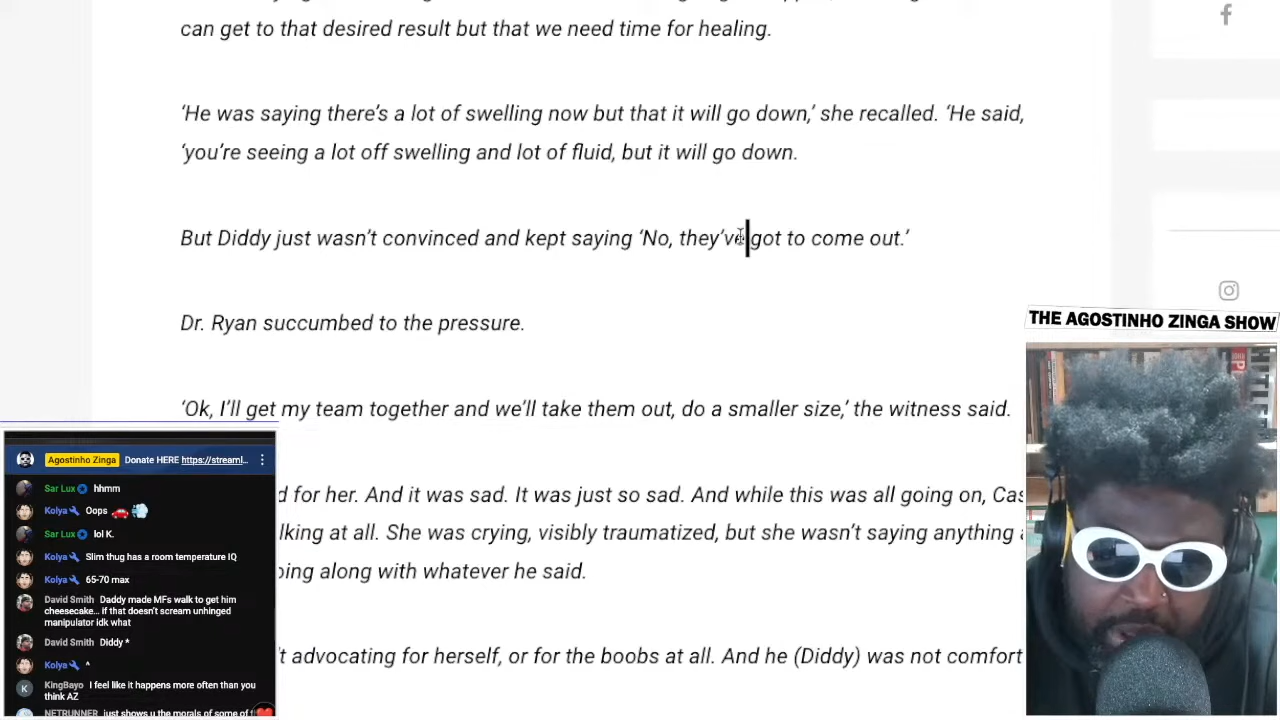 can get to that desired result but that we need time for healing.
‘He was saying there’s a lot of swelling now but that it will go down,’ she recalled. ‘He said,
‘you’re seeing a lot off swelling and lot of fluid, but it will go down.
But Diddy just wasn’t convinced and kept saying ‘No, they’ve got to come out.’
Dr. Ryan succumbed to the pressure.
‘Ok, I’ll get my team together and we’ll take them out, do a smaller size,’ the witness said.
d for her. And it was sad. It was just so sad. And while this was all going on, Cas
lking at all. She was crying, visibly traumatized, but she wasn’t saying anything
oing along with whatever he said.
’t advocating for herself, or for the boobs at all. And he (Diddy) was not comfort
THE AGOSTINHO ZINGA SHOW
Agostinho Zinga Donate HERE https://streaml...
Sar Lux hhmm
Kolya Oops
Sar Lux lol K.
Kolya Slim thug has a room temperature IQ
Kolya 65-70 max
David Smith Daddy made MFs walk to get him
cheesecake... if that doesn't scream unhinged
manipulator idk what
David Smith Diddy *
Kolya ^
K KingBayo I feel like it happens more often than you
think AZ
NETRUNNER just shows u the morals of some of